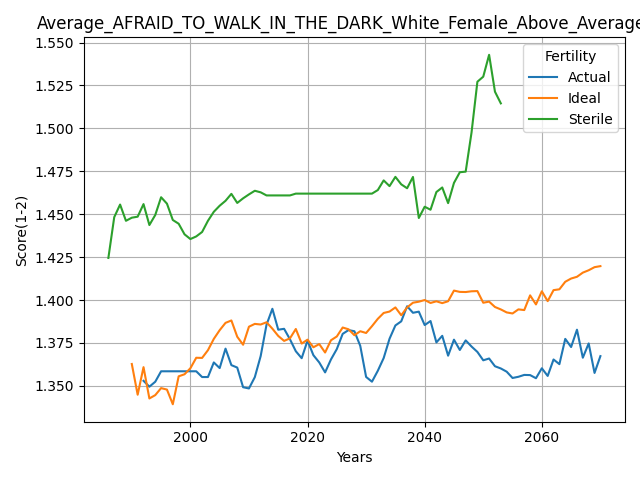 Average_AFRAID_TO_WALK_IN_THE_DARK_White_Female_Above_Average
Fertility
Actual
Ideal
Sterile
Score(1-2)
1.550
1.525
1.500
1.475
1.450
1.425
1.400
1.375
1.350
2000 2020 2040 2060
Years